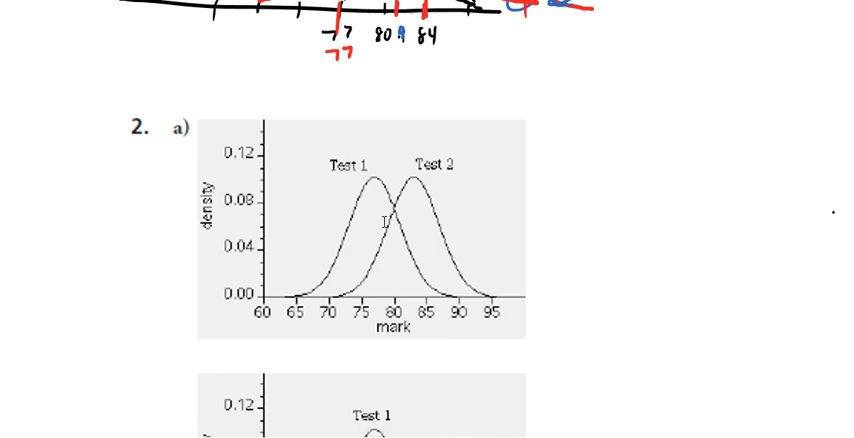 77 80 84
77
2. a)
0.12
Test 1 Test 2
density
0.08
0.04
0.00
60 65 70 75 80 85 90 95
mark
0.12
Test 1